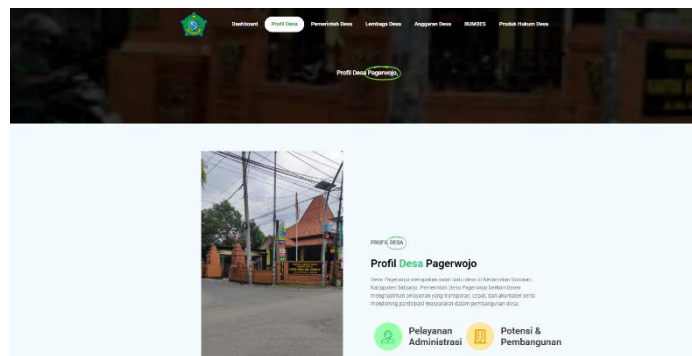 Dashboard Profil Desa Pemerintah Desa Lembaga Desa Anggaran Desa BUMDES Produk Hukum Desa
Profil Desa Pagerwojo,
PROFIL DESA
Profil Desa Pagerwojo
Desa Pagerwojo merupakan salah satu desa di Kecamatan Buduran,
Kabupaten Sidoarjo. Pemerintah Desa Pagerwojo berkomitmen
menghadirkan pelayanan yang transparan, cepat, dan akuntabel serta
mendorong partisipasi masyarakat dalam pembangunan desa.
Pelayanan
Administrasi
Potensi &
Pembangunan